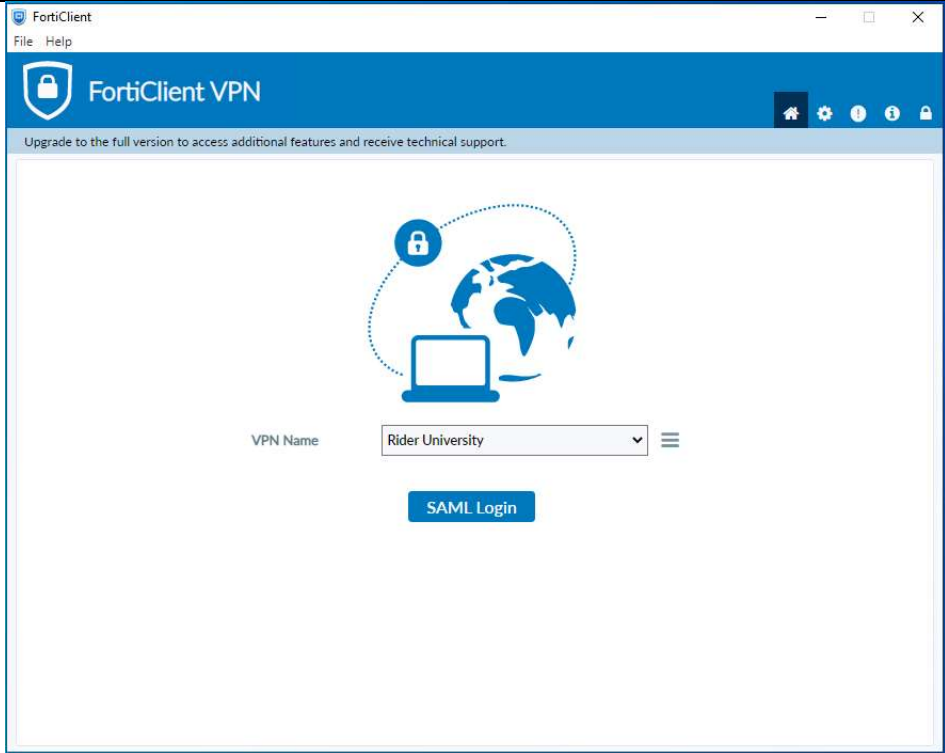 FortiClient
File Help
FortiClient VPN
Upgrade to the full version to access additional features and receive technical support.
VPN Name
Rider University
SAML Login